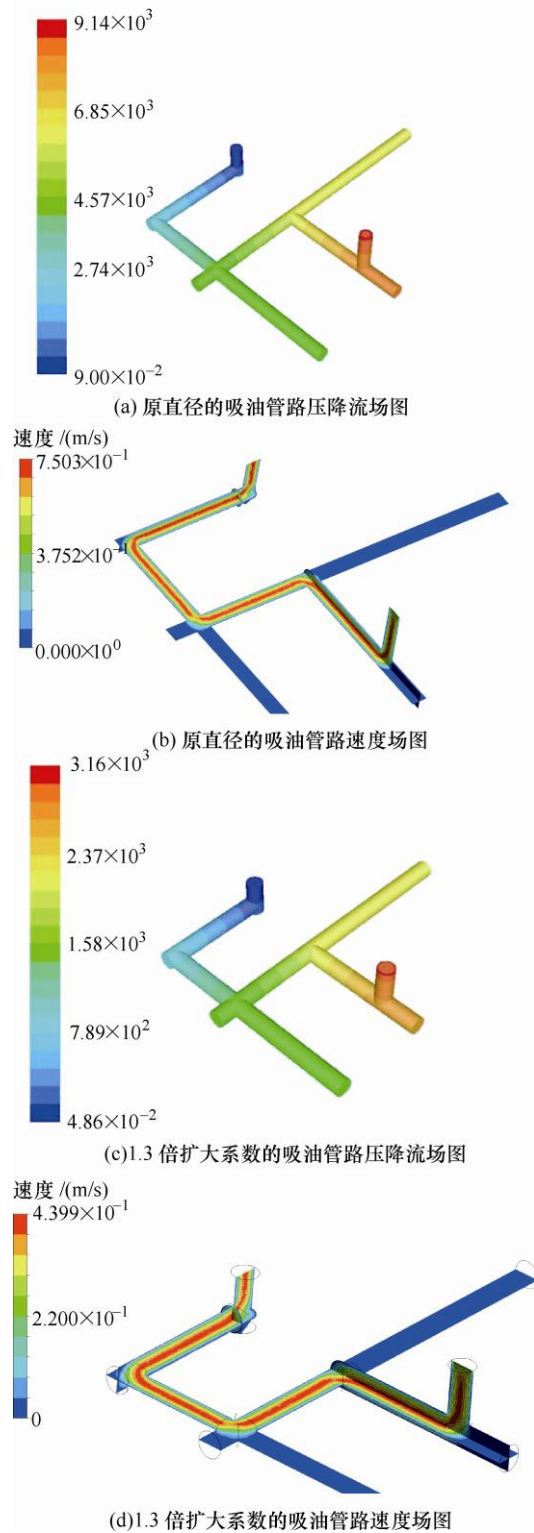 9.14×10³
6.85×10³
4.57×10³
2.74×10³
9.00×10⁻²
(a) 原直径的吸油管路压降流场图
速度 /(m/s)
7.503×10⁻¹
3.752×10⁻¹
0.000×10⁰
(b) 原直径的吸油管路速度场图
3.16×10³
2.37×10³
1.58×10³
7.89×10²
4.86×10⁻²
(c)1.3 倍扩大系数的吸油管路压降流场图
速度 /(m/s)
4.399×10⁻¹
2.200×10⁻¹
0
(d)1.3 倍扩大系数的吸油管路速度场图